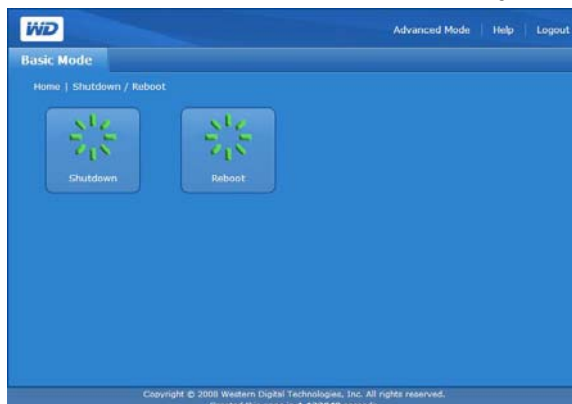 WD
Advanced Mode | Help | Logout
Basic Mode
Home | Shutdown / Reboot
Shutdown
Reboot
Copyright © 2008 Western Digital Technologies, Inc. All rights reserved.